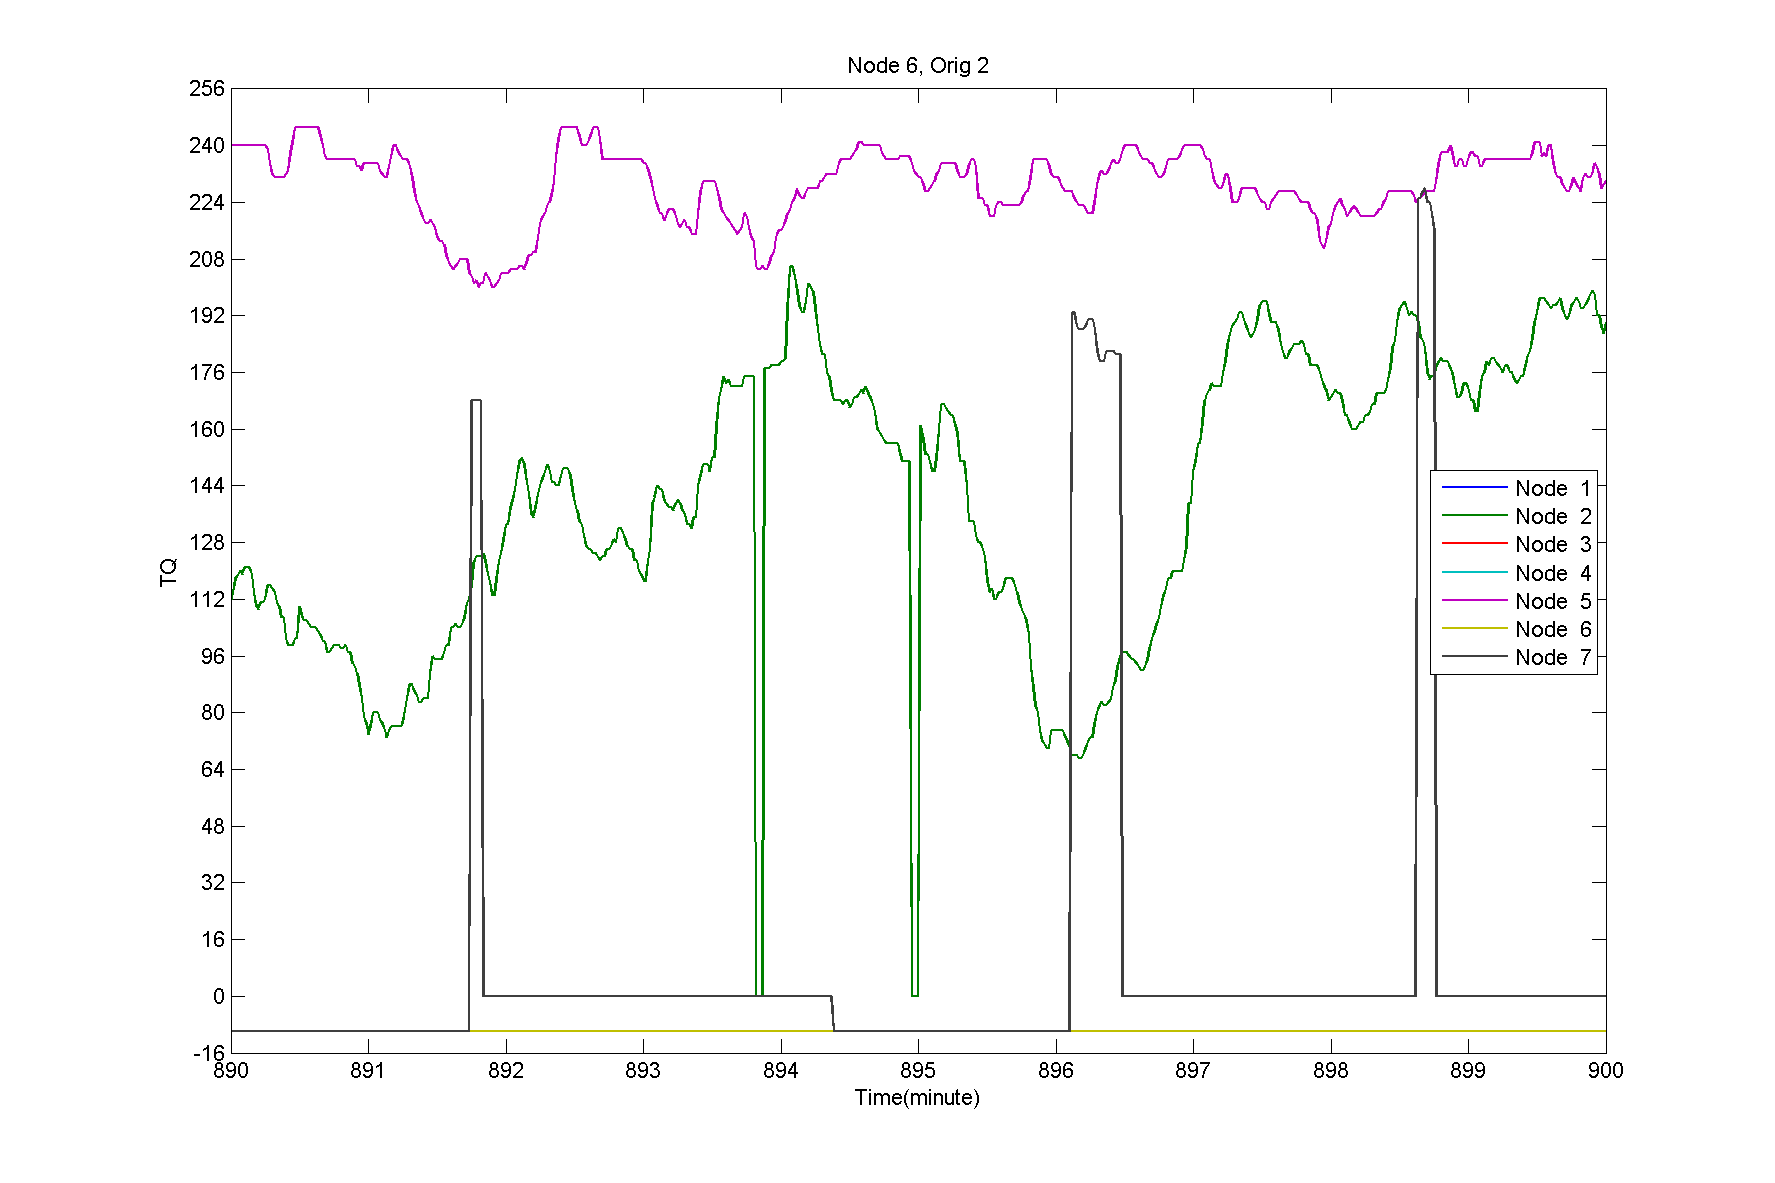 Node 6, Orig 2
256
240
224
208
192
176
160
144
128
112
96
80
64
48
32
16
0
-16
TQ
Node 1
Node 2
Node 3
Node 4
Node 5
Node 6
Node 7
890 891 892 893 894 895 896 897 898 899 900
Time(minute)